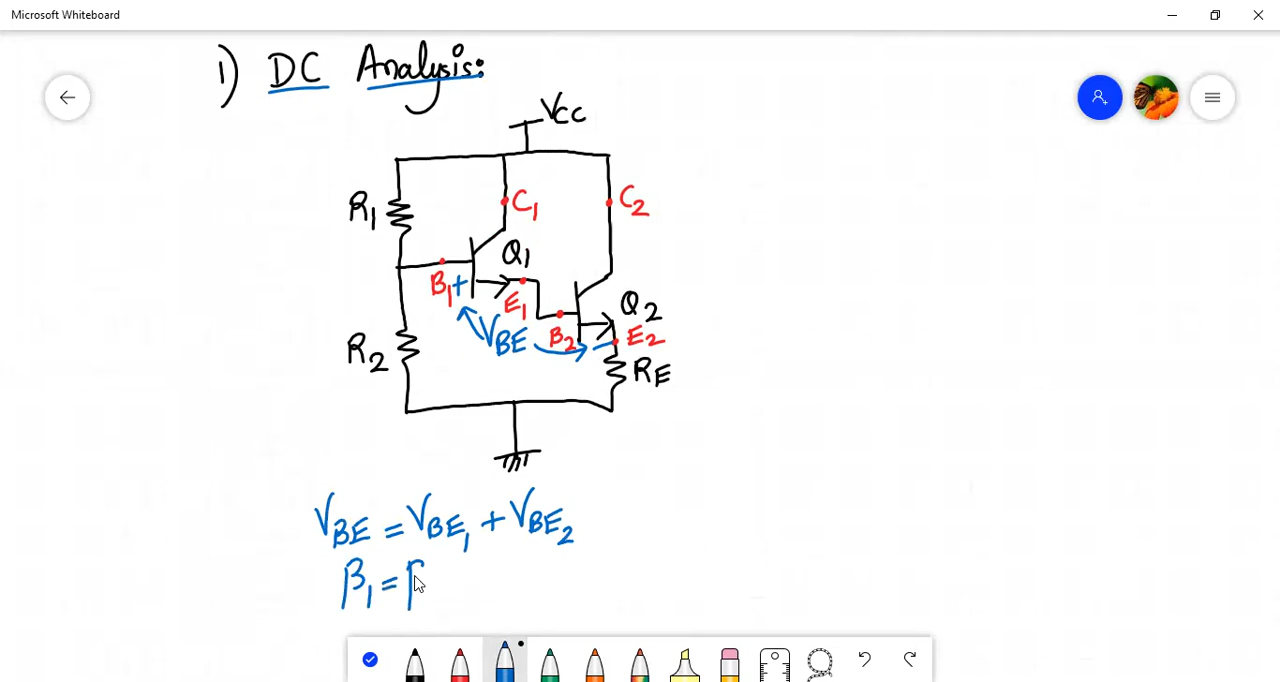 Microsoft Whiteboard
1) DC Analysis:
VCC
R1
C1
C2
Q1
B1 +
E1
Q2
VBE
B2
E2
R2
RE
VBE = VBE1 + VBE2
β1 =